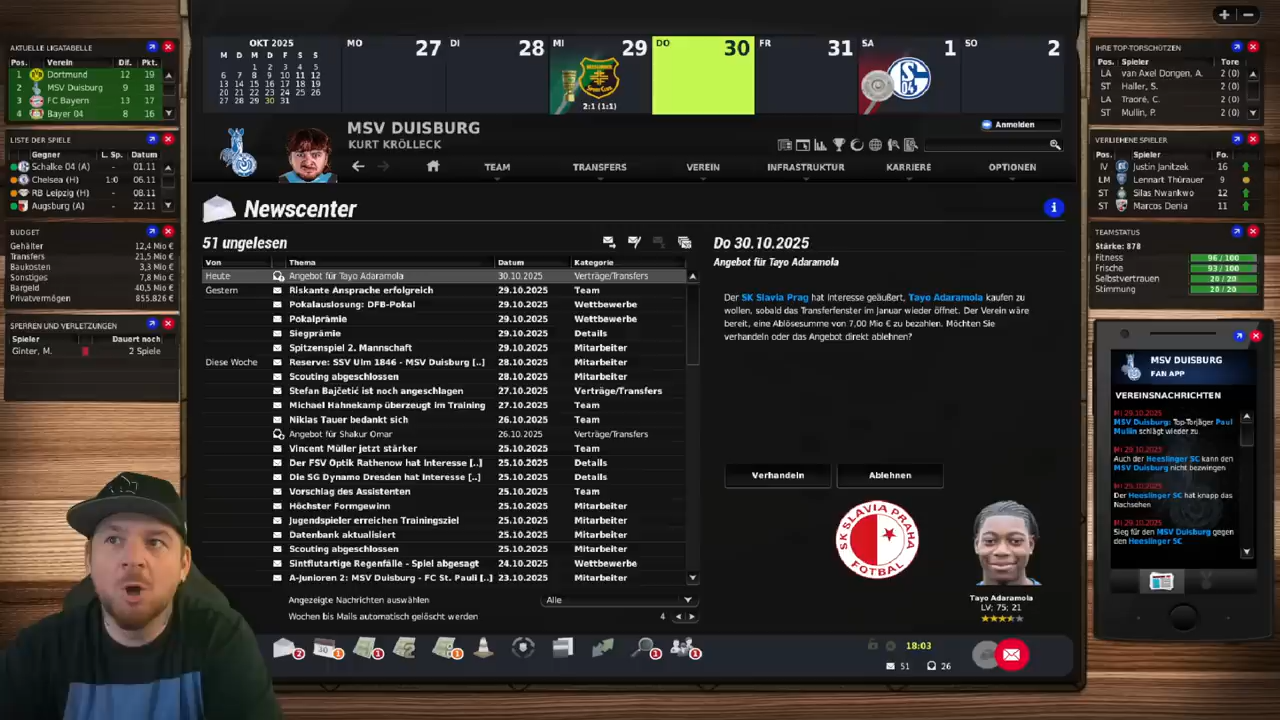 AKTUELLE LIGATABELLE
Pos. Verein Dif. Pkt.
1 Dortmund 12 19
2 MSV Duisburg 9 18
3 FC Bayern 13 17
4 Bayer 04 8 16
LISTE DER SPIELE
Gegner L. Sp. Datum
Schalke 04 (A) 01.11
Chelsea (H) 1:0 06.11
RB Leipzig (H) - 08.11
Augsburg (A) - 22.11
BUDGET
Gehälter 12,4 Mio €
Transfers 21,5 Mio €
Baukosten 3,3 Mio €
Sonstiges 7,8 Mio €
Bargeld 40,5 Mio €
Privatvermögen 855.826 €
SPERREN UND VERLETZUNGEN
Spieler Dauert noch
Ginter, M. 2 Spiele
OKT 2025
M D M D F S S
1 2 3 4 5
6 7 8 9 10 11 12
13 14 15 16 17 18 19
20 21 22 23 24 25 26
27 28 29 30 31
MO 27 DI 28 MI 29 DO 30 FR 31 SA 1 SO 2
2:1 (1:1)
MSV DUISBURG
KURT KRÖLLECK
Anmelden
TEAM TRANSFERS VEREIN INFRASTRUKTUR KARRIERE OPTIONEN
Newscenter
51 ungelesen
Von Thema Datum Kategorie
Heute Angebot für Tayo Adaramola 30.10.2025 Verträge/Transfers
Gestern Riskante Ansprache erfolgreich 29.10.2025 Team
Pokalauslosung: DFB-Pokal 29.10.2025 Wettbewerbe
Pokalprämie 29.10.2025 Wettbewerbe
Siegprämie 29.10.2025 Details
Spitzenspiel 2. Mannschaft 29.10.2025 Mitarbeiter
Diese Woche Reserve: SSV Ulm 1846 - MSV Duisburg [..] 28.10.2025 Mitarbeiter
Scouting abgeschlossen 28.10.2025 Mitarbeiter
Stefan Bajčetić ist noch angeschlagen 27.10.2025 Verträge/Transfers
Michael Hahnekamp überzeugt im Training 27.10.2025 Team
Niklas Tauer bedankt sich 26.10.2025 Team
Angebot für Shakur Omar 26.10.2025 Verträge/Transfers
Vincent Müller jetzt stärker 25.10.2025 Team
Der FSV Optik Rathenow hat Interesse [..] 25.10.2025 Details
Die SG Dynamo Dresden hat Interesse [..] 25.10.2025 Details
Vorschlag des Assistenten 25.10.2025 Team
Höchster Formgewinn 25.10.2025 Mitarbeiter
Jugendspieler erreichen Trainingsziel 25.10.2025 Mitarbeiter
Datenbank aktualisiert 25.10.2025 Mitarbeiter
Scouting abgeschlossen 25.10.2025 Mitarbeiter
Sintflutartige Regenfälle - Spiel abgesagt 24.10.2025 Wettbewerbe
A-Junioren 2: MSV Duisburg - FC St. Pauli [..] 23.10.2025 Mitarbeiter
Angezeigte Nachrichten auswählen Alle
Wochen bis Mails automatisch gelöscht werden 4
Do 30.10.2025
Angebot für Tayo Adaramola
Der SK Slavia Prag hat Interesse geäußert, Tayo Adaramola kaufen zu
wollen, sobald das Transferfenster im Januar wieder öffnet. Der Verein wäre
bereit, eine Ablösesumme von 7,00 Mio € zu bezahlen. Möchten Sie
verhandeln oder das Angebot direkt ablehnen?
Verhandeln Ablehnen
SK SLAVIA PRAHA
FOTBAL
Tayo Adaramola
LV; 75; 21
18:03
51 26
IHRE TOP-TORSCHÜTZEN
Pos. Spieler Tore
LA van Axel Dongen, A. 2 (0)
ST Haller, S. 2 (0)
LA Traoré, C. 2 (0)
ST Mullin, P. 2 (0)
VERLIEHENE SPIELER
Pos. Spieler Fo.
IV Justin Janitzek 16
LM Lennart Thürauer 9
ST Silas Nwankwo 12
ST Marcos Denia 11
TEAMSTATUS
Stärke: 878
Fitness 96 / 100
Frische 93 / 100
Selbstvertrauen 20 / 20
Stimmung 20 / 20
MSV DUISBURG
FAN APP
VEREINSNACHRICHTEN
Mi 29.10.2025
MSV Duisburg: Top-Torjäger Paul
Mullin schlägt wieder zu
Auch der Heeslinger SC kann den
MSV Duisburg nicht bezwingen
Der Heeslinger SC hat knapp das
Nachsehen
Sieg für den MSV Duisburg gegen
den Heeslinger SC